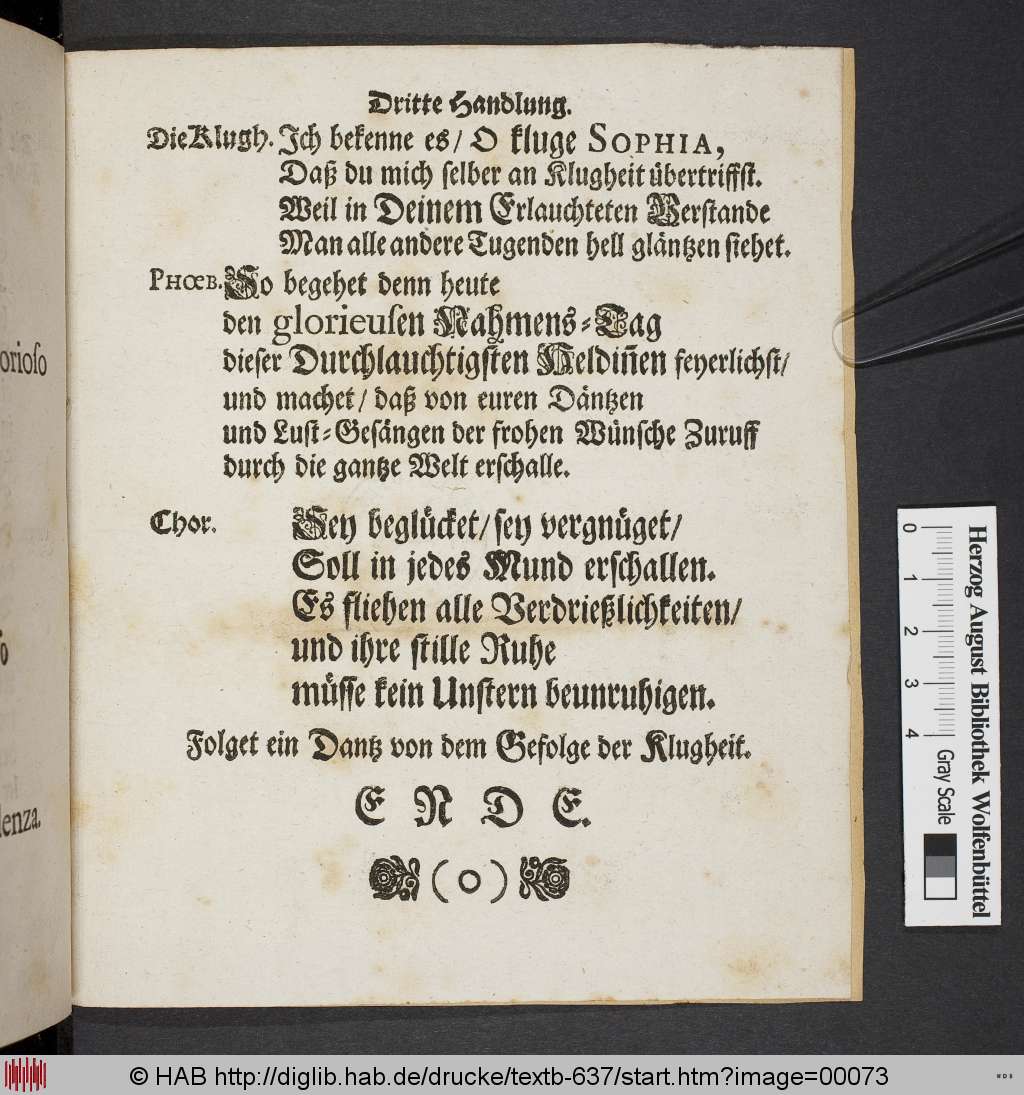 Dritte Handlung.
Die Klugh. Ich bekenne es/ O kluge SOPHIA,
Daß du mich ſelber an Klugheit übertriffſt.
Weil in Deinem Erlauchteten Verſtande
Man alle andere Tugenden hell gläntzen ſiehet.
PHŒB. So begehet denn heute
den glorieuſen Nahmens-Tag
dieſer Durchlauchtigſten Heldiñen feyerlichſt/
und machet/ daß von euren Däntzen
und Luſt-Geſängen der frohen Wünſche Zuruff
durch die gantze Welt erſchalle.
Chor. Sey beglücket/ ſey vergnüget/
Soll in jedes Mund erſchallen.
Es fliehen alle Verdrießlichkeiten/
und ihre ſtille Ruhe
müſſe kein Unſtern beunruhigen.
Folget ein Dantz von dem Gefolge der Klugheit.
E N D E.
( o )
orioſo
lenza.
Herzog August Bibliothek Wolfenbüttel
0 1 2 3 4 Gray Scale
© HAB http://diglib.hab.de/drucke/textb-637/start.htm?image=00073